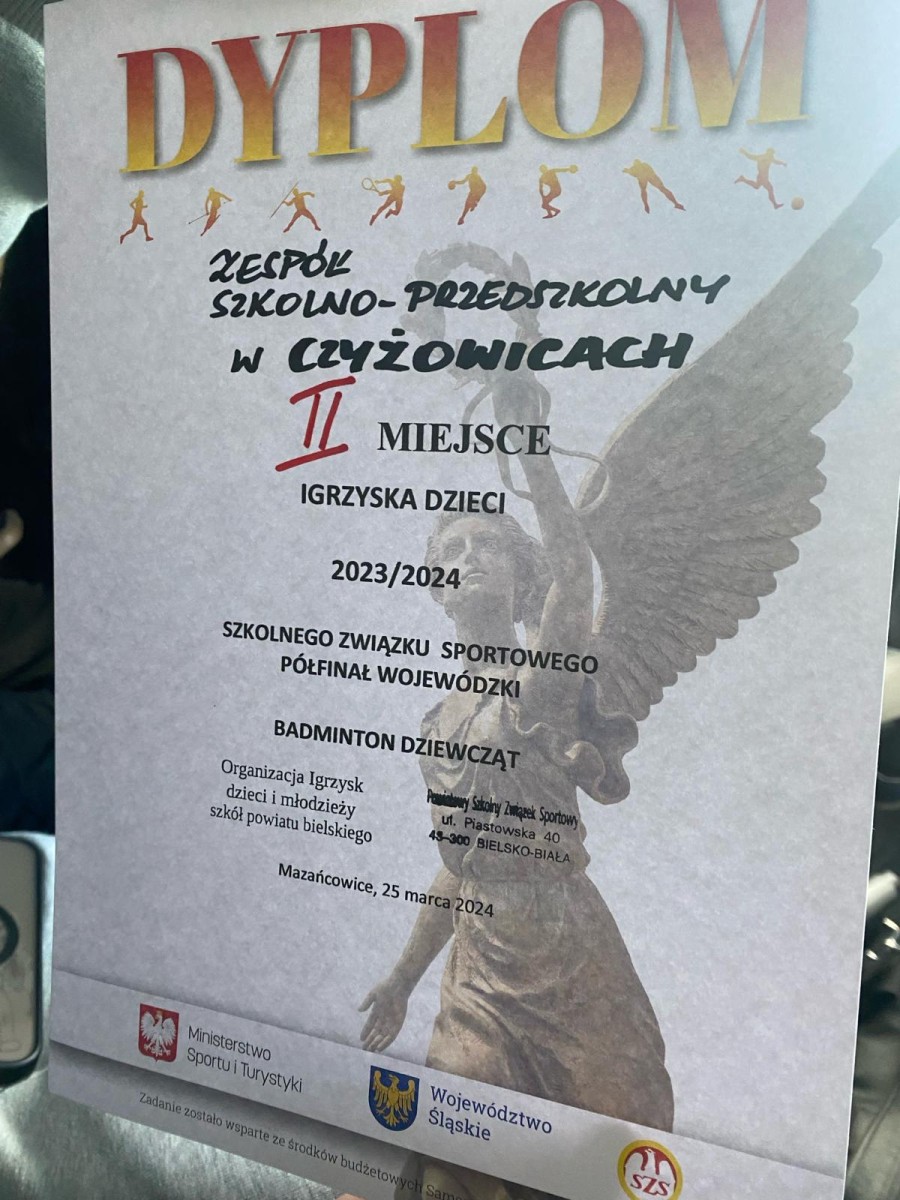 DYPLOM
ZESPÓŁ
SZKOLNO-PRZEDSZKOLNY
W CZYŻOWICACH
II MIEJSCE
IGRZYSKA DZIECI
2023/2024
SZKOLNEGO ZWIĄZKU SPORTOWEGO
PÓŁFINAŁ WOJEWÓDZKI
BADMINTON DZIEWCZĄT
Organizacja Igrzysk
dzieci i młodzieży
szkół powiatu bielskiego
Powiatowy Szkolny Związek Sportowy
ul. Piastowska 40
43-300 BIELSKO-BIAŁA
Mazańcowice, 25 marca 2024
Ministerstwo
Sportu i Turystyki
Województwo
Śląskie
Zadanie zostało wsparte ze środków budżetowych
SZS